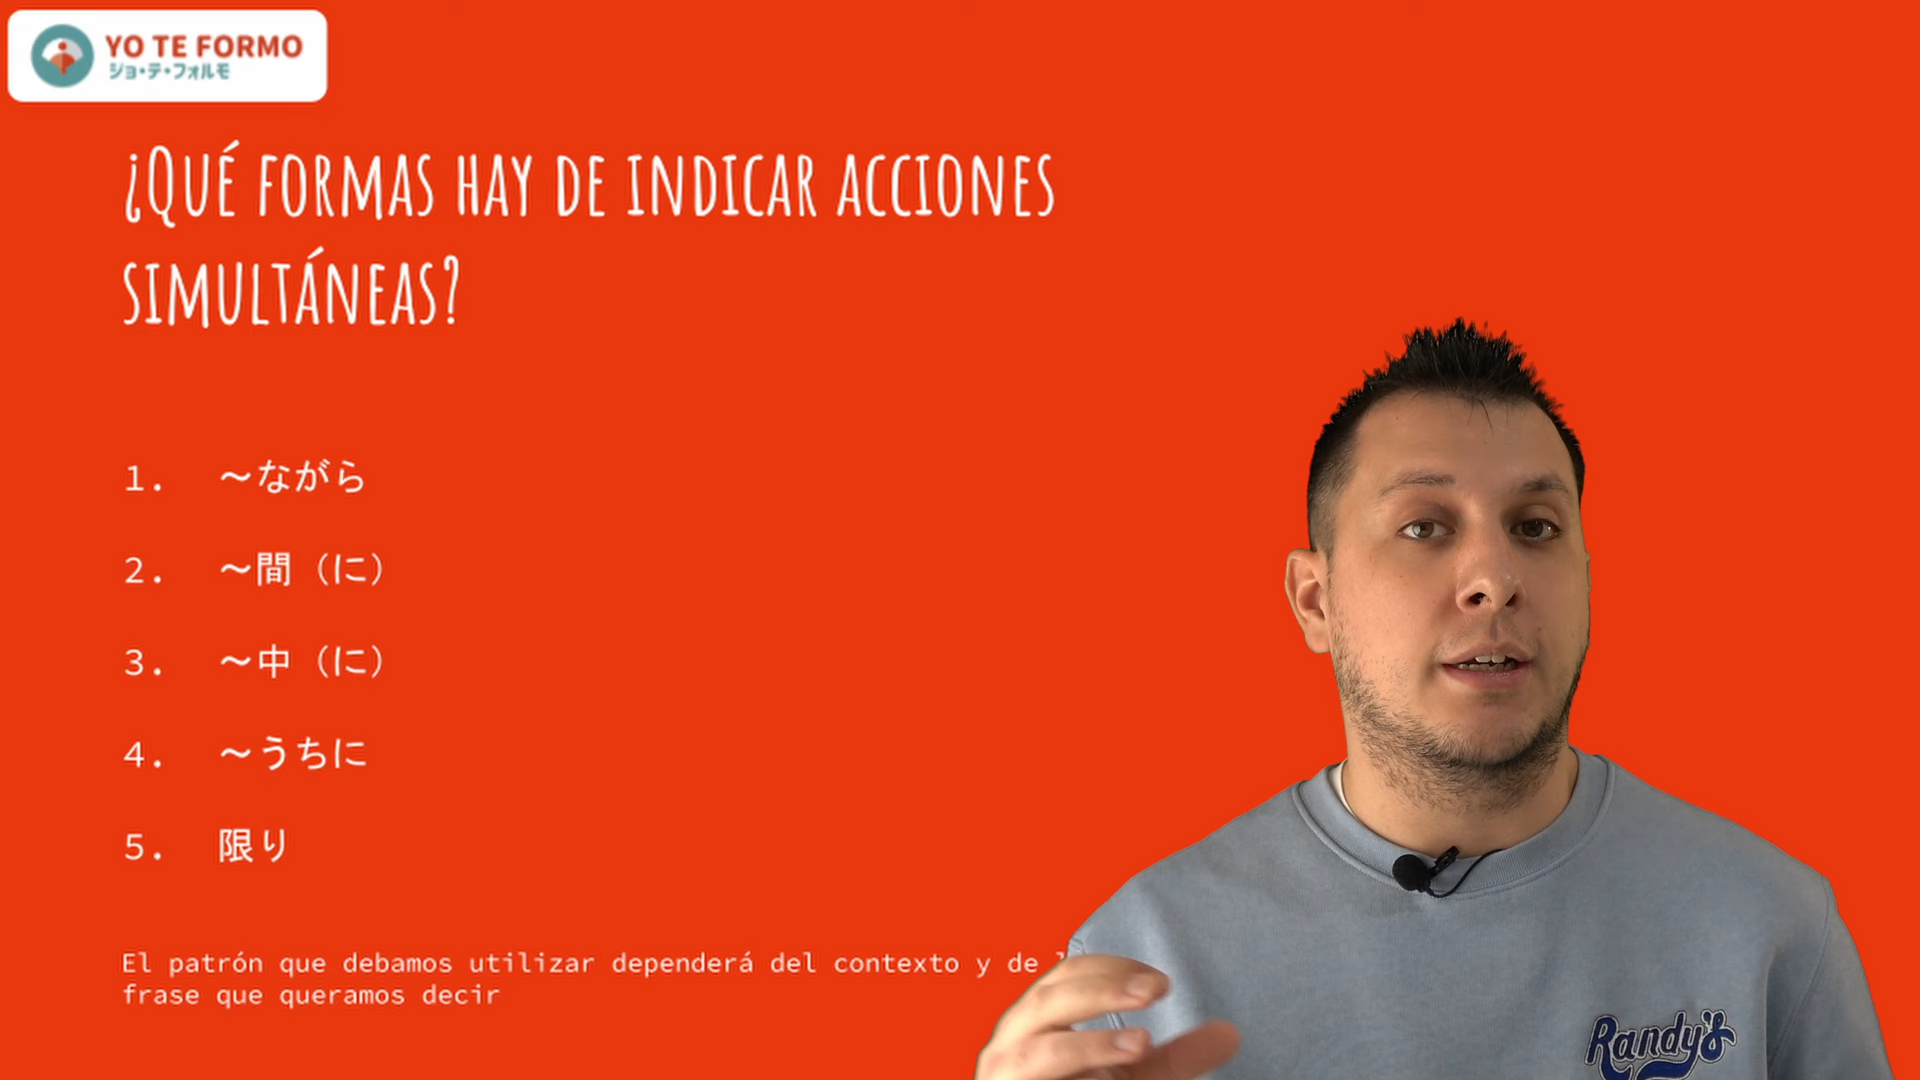 YO TE FORMO
ジョ・テ・フォルモ
¿QUÉ FORMAS HAY DE INDICAR ACCIONES
SIMULTÁNEAS?
1. ～ながら
2. ～間（に）
3. ～中（に）
4. ～うちに
5. 限り
El patrón que debamos utilizar dependerá del contexto y de
frase que queramos decir
Randy's